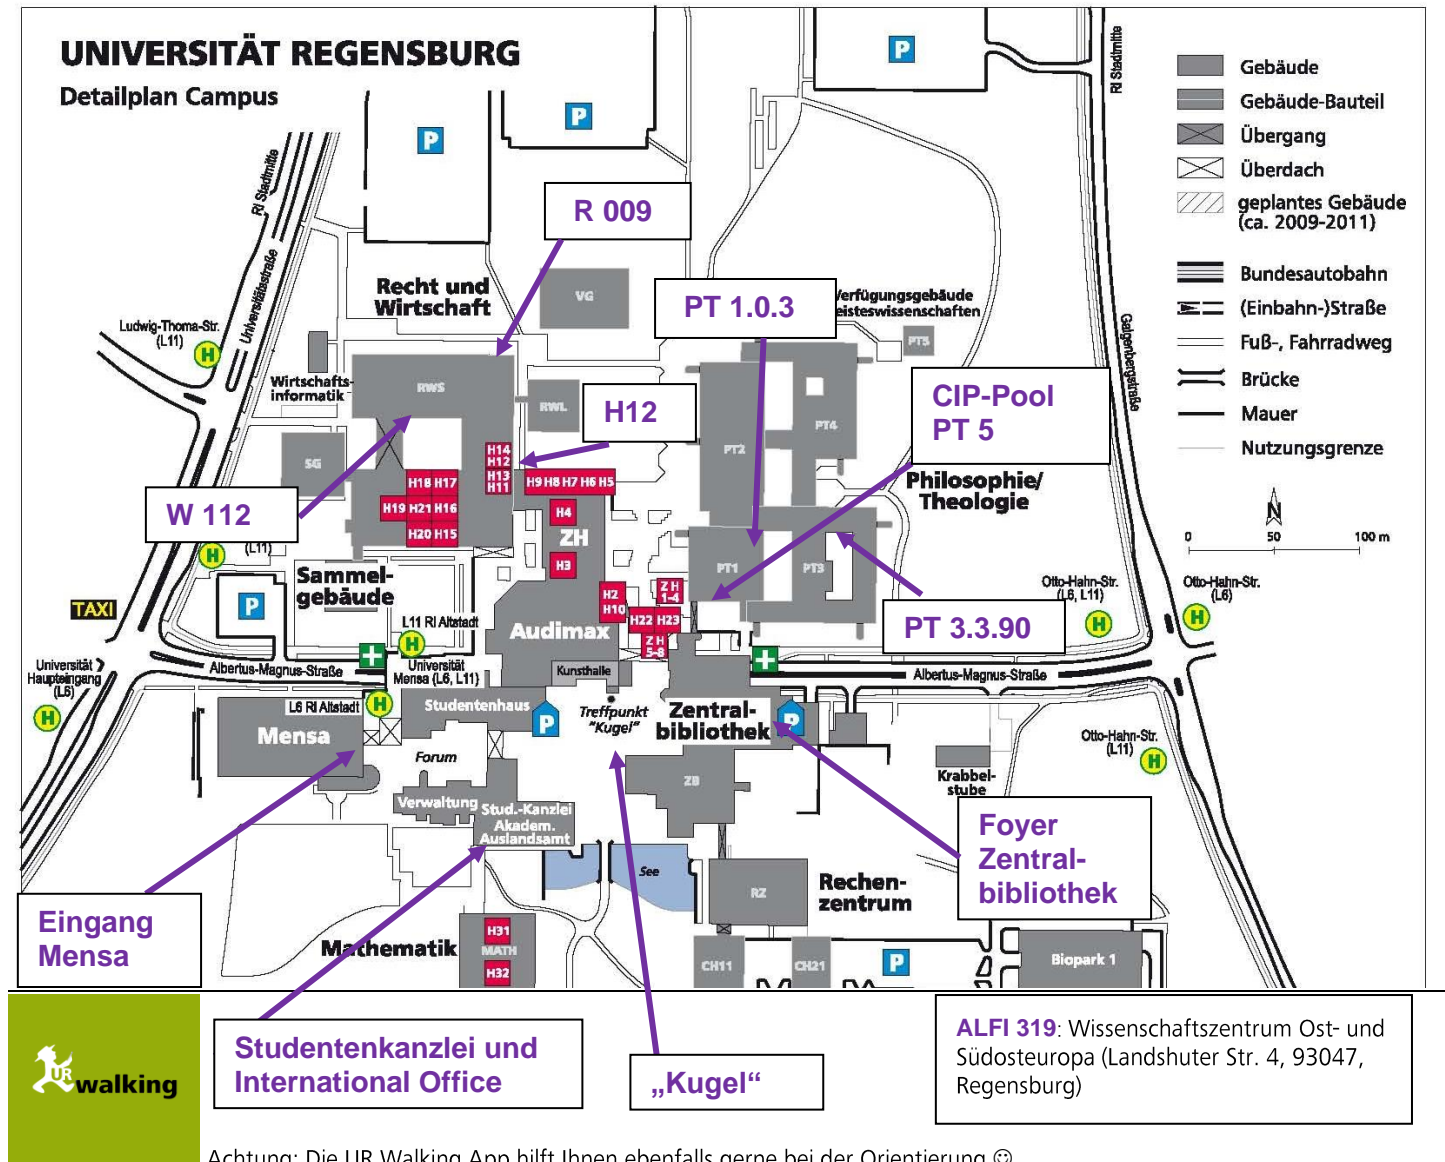 UNIVERSITÄT REGENSBURG
Detailplan Campus
P
P
P
RI Stadtmitte
RI Stadtmitte
Gebäude
Gebäude-Bauteil
Übergang
Überdach
geplantes Gebäude
(ca. 2009-2011)
Bundesautobahn
(Einbahn-)Straße
Fuß-, Fahrradweg
Brücke
Mauer
Nutzungsgrenze
N
0 50 100 m
R 009
Recht und
Wirtschaft
VG
PT 1.0.3
Verfügungsgebäude
Geisteswissenschaften
PT5
Universitätsstraße
Galgenbergstraße
Ludwig-Thoma-Str.
(L11)
H
Wirtschafts-
informatik
RWS
RWL
H12
CIP-Pool
PT 5
PT4
PT2
SG
H14
H12
H13
H11
H9 H8 H7 H6 H5
H18 H17
H19 H21 H16
H20 H15
H4
ZH
H3
Philosophie/
Theologie
W 112
(L11)
H
PT1
PT3
Sammel-
gebäude
P
TAXI
L11 RI Altstadt
H
H2
H10
ZH
1-4
H22 H23
ZH
5-8
PT 3.3.90
Otto-Hahn-Str.
(L6, L11)
H
Otto-Hahn-Str.
(L6)
H
Audimax
Kunsthalle
Universität
Haupteingang
(L6)
H
Albertus-Magnus-Straße
Universität
Mensa (L6, L11)
Albertus-Magnus-Straße
L6 RI Altstadt
H
Studentenhaus
P
Treffpunkt
"Kugel"
Zentral-
bibliothek
P
Mensa
Forum
Otto-Hahn-Str.
(L11)
H
Krabbel-
stube
ZB
Verwaltung
Stud.-Kanzlei
Akadem.
Auslandsamt
Foyer
Zentral-
bibliothek
See
RZ
Rechen-
zentrum
Eingang
Mensa
Mathematik
H31
MATH
H32
CH11
CH21
P
Biopark 1
UR
walking
Studentenkanzlei und
International Office
„Kugel“
ALFI 319: Wissenschaftszentrum Ost- und
Südosteuropa (Landshuter Str. 4, 93047,
Regensburg)
Achtung: Die UR Walking App hilft Ihnen ebenfalls gerne bei der Orientierung ☺